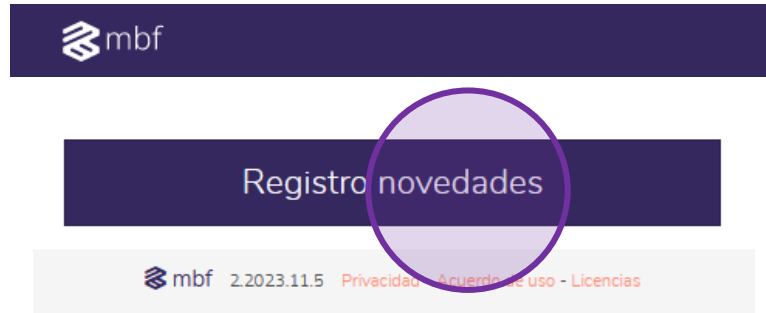 mbf
Registro novedades
mbf 2.2023.11.5 Privacidad - Acuerdo de uso - Licencias